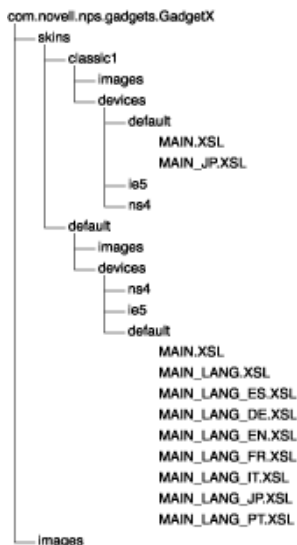 com.novell.nps.gadgets.GadgetX
skins
classic1
images
devices
default
MAIN.XSL
MAIN_JP.XSL
ie5
ns4
default
images
devices
ns4
ie5
default
MAIN.XSL
MAIN_LANG.XSL
MAIN_LANG_ES.XSL
MAIN_LANG_DE.XSL
MAIN_LANG_EN.XSL
MAIN_LANG_FR.XSL
MAIN_LANG_IT.XSL
MAIN_LANG_JP.XSL
MAIN_LANG_PT.XSL
images